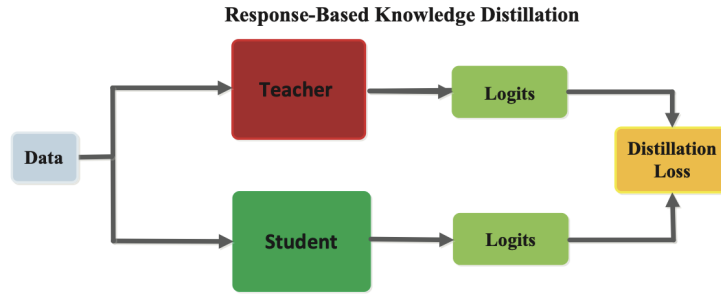 Response-Based Knowledge Distillation
Teacher
Logits
Data
Distillation
Loss
Student
Logits